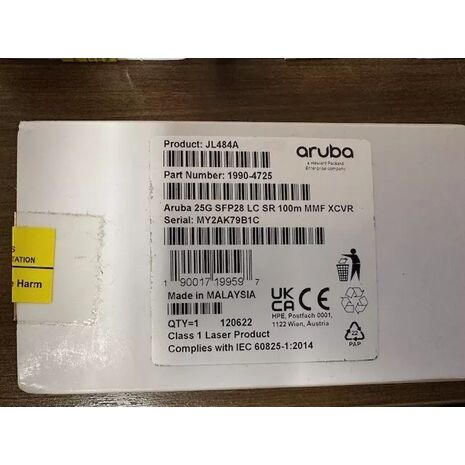 Product: JL484A
aruba
a Hewlett Packard
Enterprise company
Part Number: 1990-4725
Aruba 25G SFP28 LC SR 100m MMF XCVR
Serial: MY2AK79B1C
1 90017 19959 7
Made in MALAYSIA
UK CA CE
HPE, Postfach 0001,
1122 Wien, Austria
QTY=1 120622
Class 1 Laser Product
Complies with IEC 60825-1:2014
22
PAP
TATION
Harm